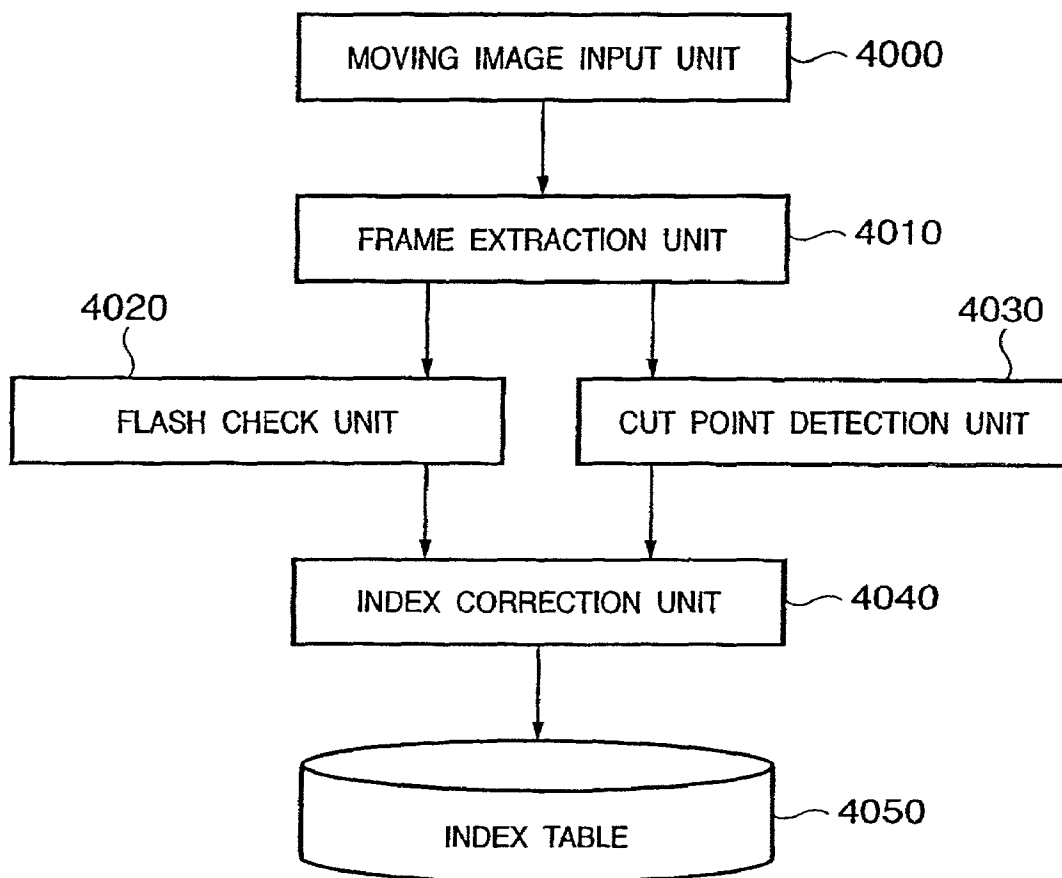 MOVING IMAGE INPUT UNIT
4000
FRAME EXTRACTION UNIT
4010
4020
4030
FLASH CHECK UNIT
CUT POINT DETECTION UNIT
INDEX CORRECTION UNIT
4040
INDEX TABLE
4050